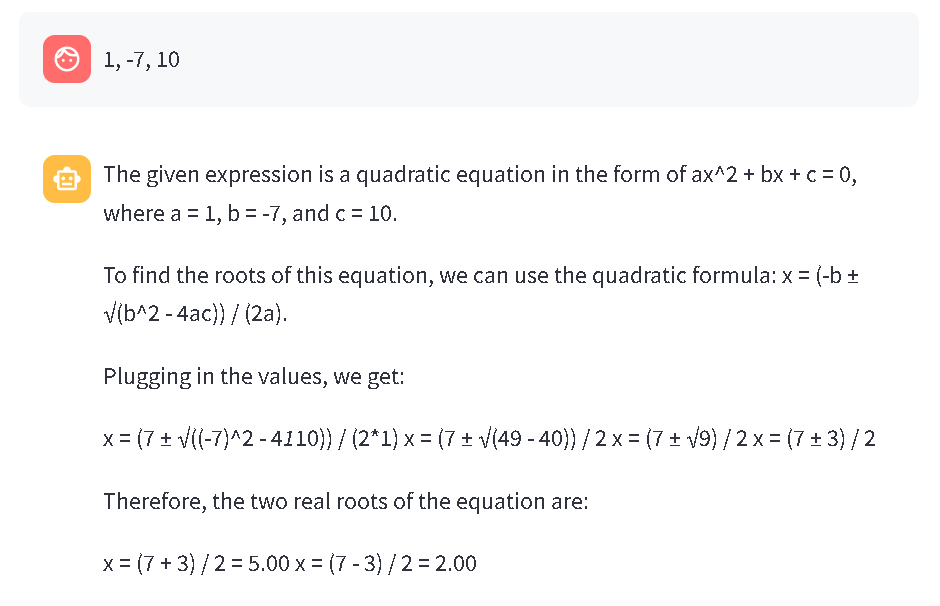 1, -7, 10
The given expression is a quadratic equation in the form of ax^2 + bx + c = 0,
where a = 1, b = -7, and c = 10.
To find the roots of this equation, we can use the quadratic formula: x = (-b ±
√(b^2 - 4ac)) / (2a).
Plugging in the values, we get:
x = (7 ± √((-7)^2 - 4110)) / (2*1) x = (7 ± √(49 - 40)) / 2 x = (7 ± √9) / 2 x = (7 ± 3) / 2
Therefore, the two real roots of the equation are:
x = (7 + 3) / 2 = 5.00 x = (7 - 3) / 2 = 2.00